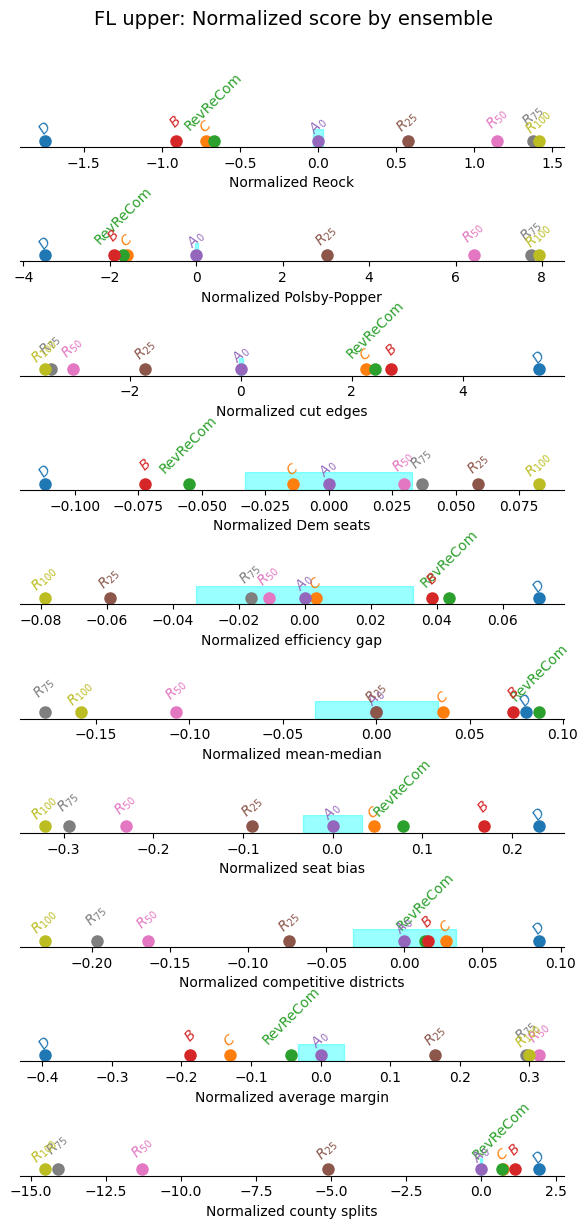 FL upper: Normalized score by ensemble
D B C RevReCom A0 R25 R50 R75 R100
−1.5 −1.0 −0.5 0.0 0.5 1.0 1.5
Normalized Reock
D B RevReCom C A0 R25 R50 R75 R100
−4 −2 0 2 4 6 8
Normalized Polsby-Popper
R100 R75 R50 R25 A0 C RevReCom B D
−2 0 2 4
Normalized cut edges
D B RevReCom C A0 R50 R75 R25 R100
−0.100 −0.075 −0.050 −0.025 0.000 0.025 0.050 0.075
Normalized Dem seats
R100 R25 R75 R50 A0 C B RevReCom D
−0.08 −0.06 −0.04 −0.02 0.00 0.02 0.04 0.06
Normalized efficiency gap
R75 R100 R50 R25 A0 C B D RevReCom
−0.15 −0.10 −0.05 0.00 0.05 0.10
Normalized mean-median
R100 R75 R50 R25 A0 C RevReCom B D
−0.3 −0.2 −0.1 0.0 0.1 0.2
Normalized seat bias
R100 R75 R50 R25 A0 RevReCom B C D
−0.20 −0.15 −0.10 −0.05 0.00 0.05 0.10
Normalized competitive districts
D B C RevReCom A0 R25 R75 R100 R50
−0.4 −0.3 −0.2 −0.1 0.0 0.1 0.2 0.3
Normalized average margin
R100 R75 R50 R25 A0 RevReCom C B D
−15.0 −12.5 −10.0 −7.5 −5.0 −2.5 0.0 2.5
Normalized county splits